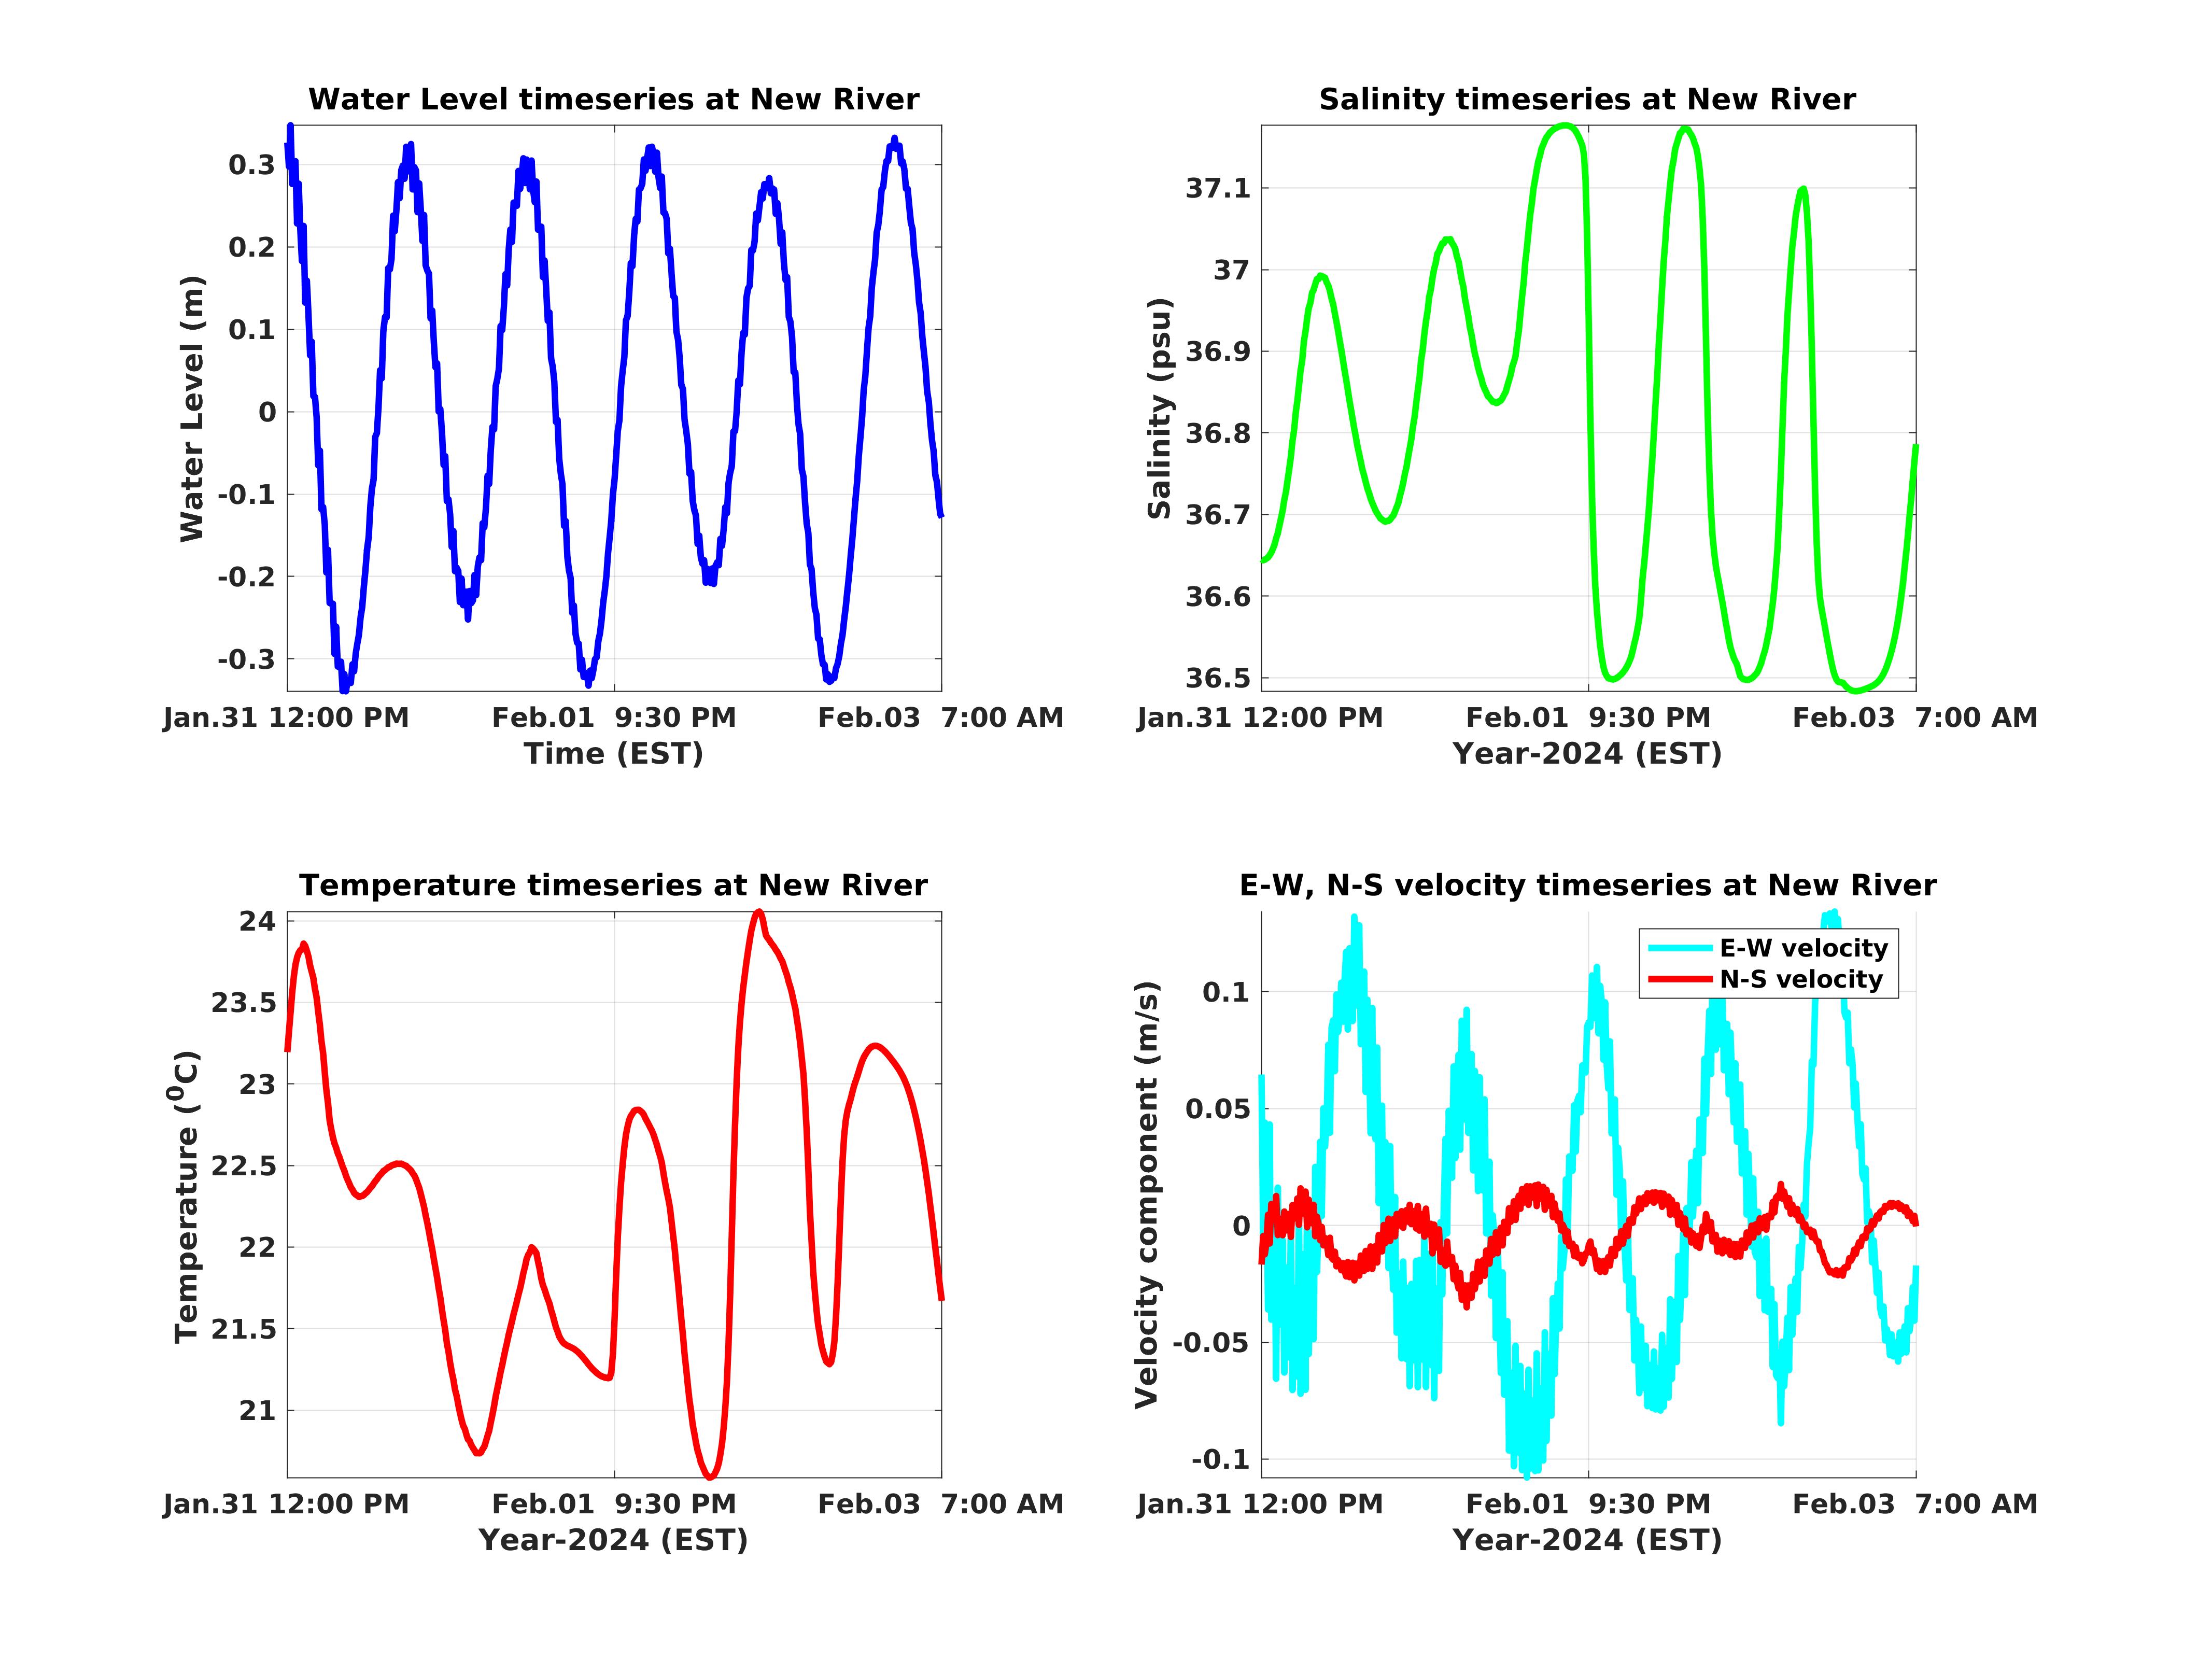 Water Level timeseries at New River
0.3
0.2
0.1
0
-0.1
-0.2
-0.3
Water Level (m)
Jan.31 12:00 PM Feb.01 9:30 PM Feb.03 7:00 AM
Time (EST)
Salinity timeseries at New River
37.1
37
36.9
36.8
36.7
36.6
36.5
Salinity (psu)
Jan.31 12:00 PM Feb.01 9:30 PM Feb.03 7:00 AM
Year-2024 (EST)
Temperature timeseries at New River
24
23.5
23
22.5
22
21.5
21
Temperature (⁰C)
Jan.31 12:00 PM Feb.01 9:30 PM Feb.03 7:00 AM
Year-2024 (EST)
E-W, N-S velocity timeseries at New River
E-W velocity
N-S velocity
0.1
0.05
0
-0.05
-0.1
Velocity component (m/s)
Jan.31 12:00 PM Feb.01 9:30 PM Feb.03 7:00 AM
Year-2024 (EST)